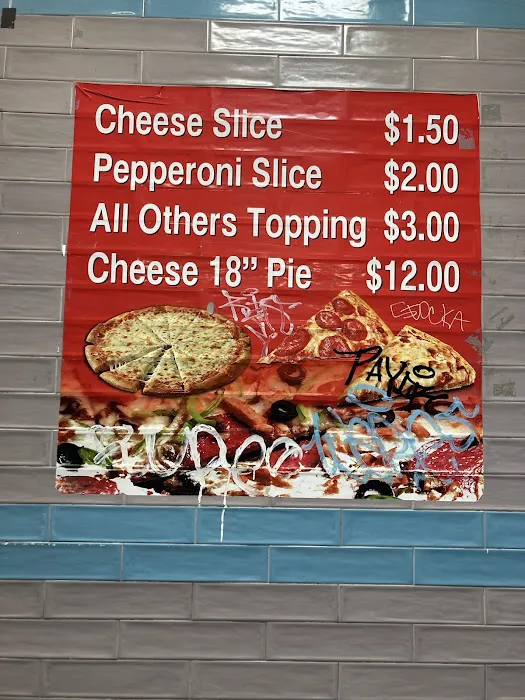 Cheese Slice $1.50
Pepperoni Slice $2.00
All Others Topping $3.00
Cheese 18” Pie $12.00